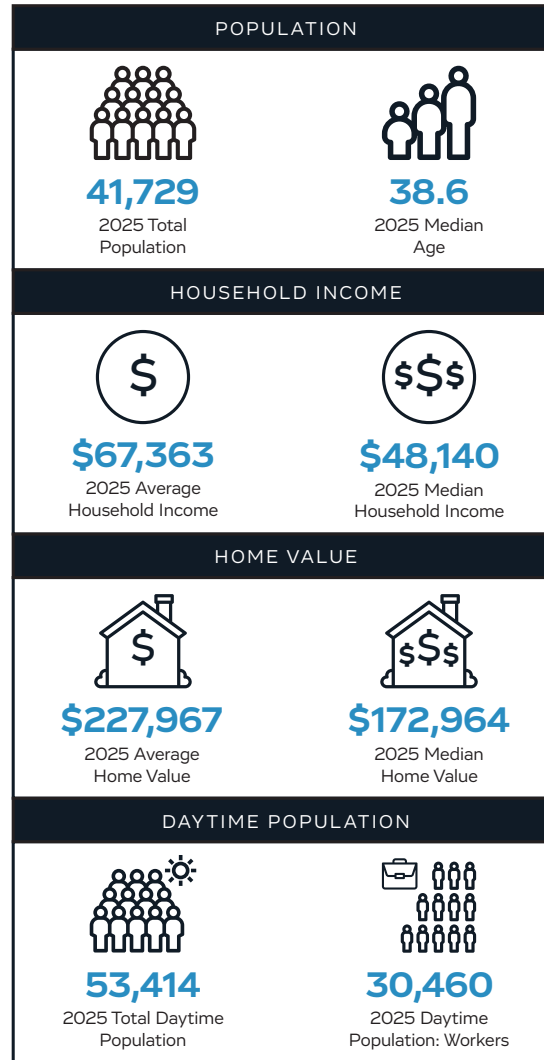 POPULATION
41,729
2025 Total
Population
38.6
2025 Median
Age
HOUSEHOLD INCOME
$
$67,363
2025 Average
Household Income
$$$
$48,140
2025 Median
Household Income
HOME VALUE
$
$227,967
2025 Average
Home Value
$$$
$172,964
2025 Median
Home Value
DAYTIME POPULATION
53,414
2025 Total Daytime
Population
30,460
2025 Daytime
Population: Workers